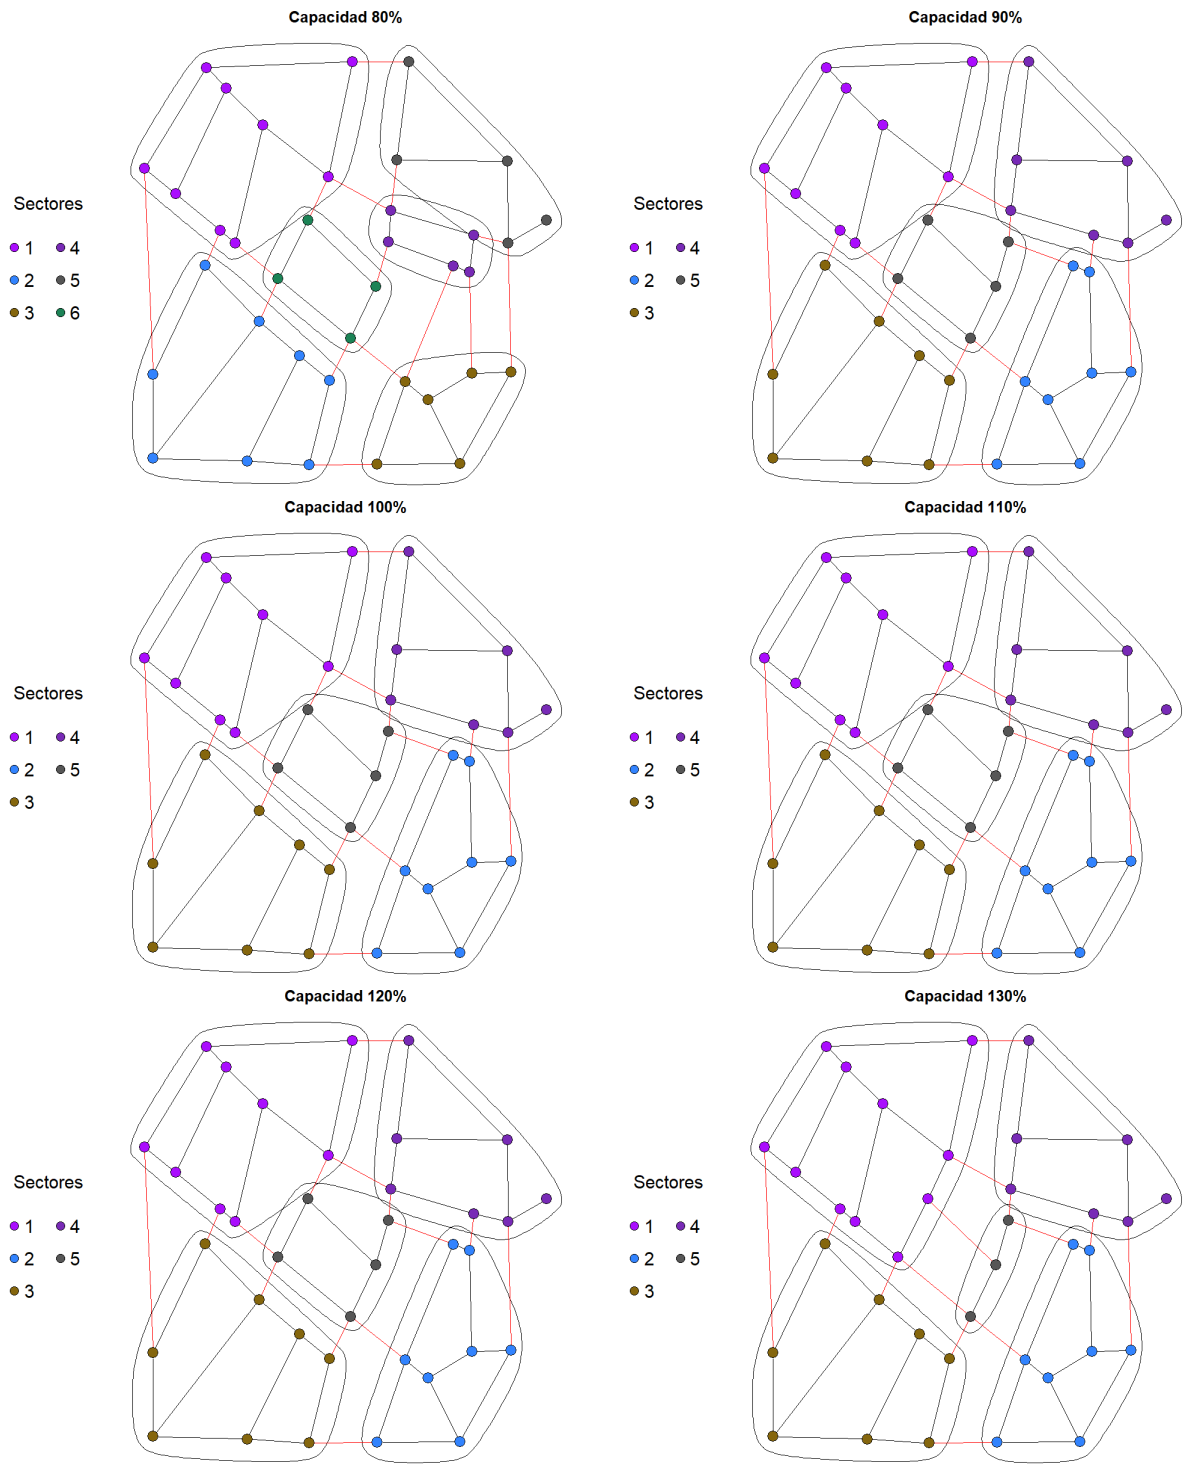 Capacidad 80%
Sectores
1 4
2 5
3 6
Capacidad 90%
Sectores
1 4
2 5
3
Capacidad 100%
Sectores
1 4
2 5
3
Capacidad 110%
Sectores
1 4
2 5
3
Capacidad 120%
Sectores
1 4
2 5
3
Capacidad 130%
Sectores
1 4
2 5
3